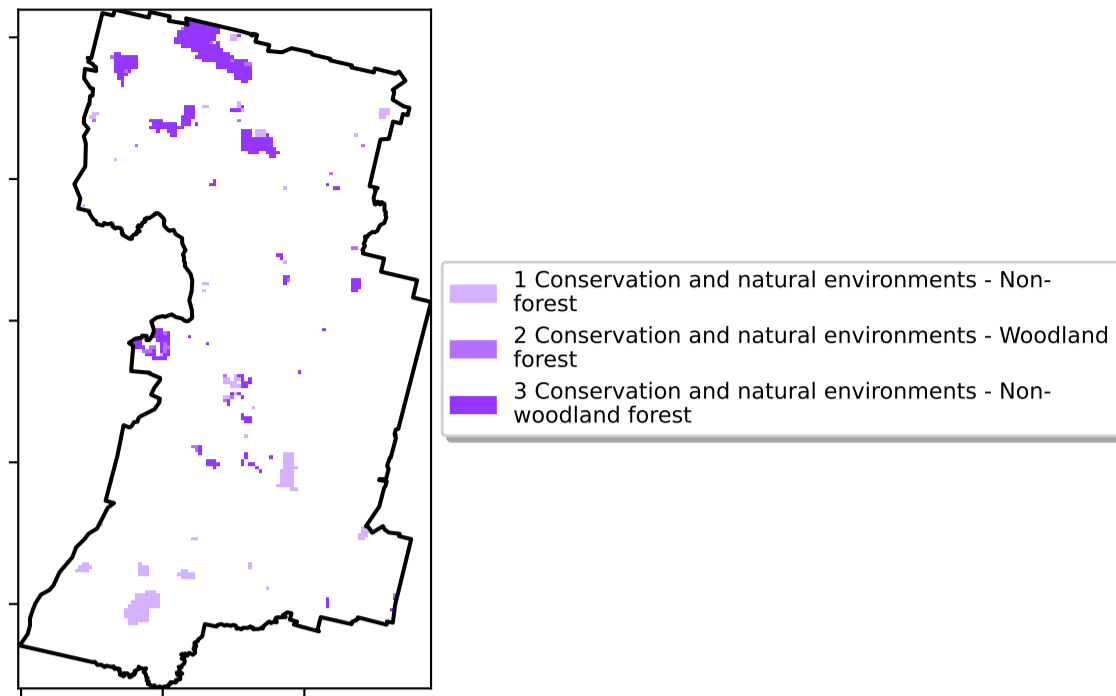 1 Conservation and natural environments - Non-
forest
2 Conservation and natural environments - Woodland
forest
3 Conservation and natural environments - Non-
woodland forest